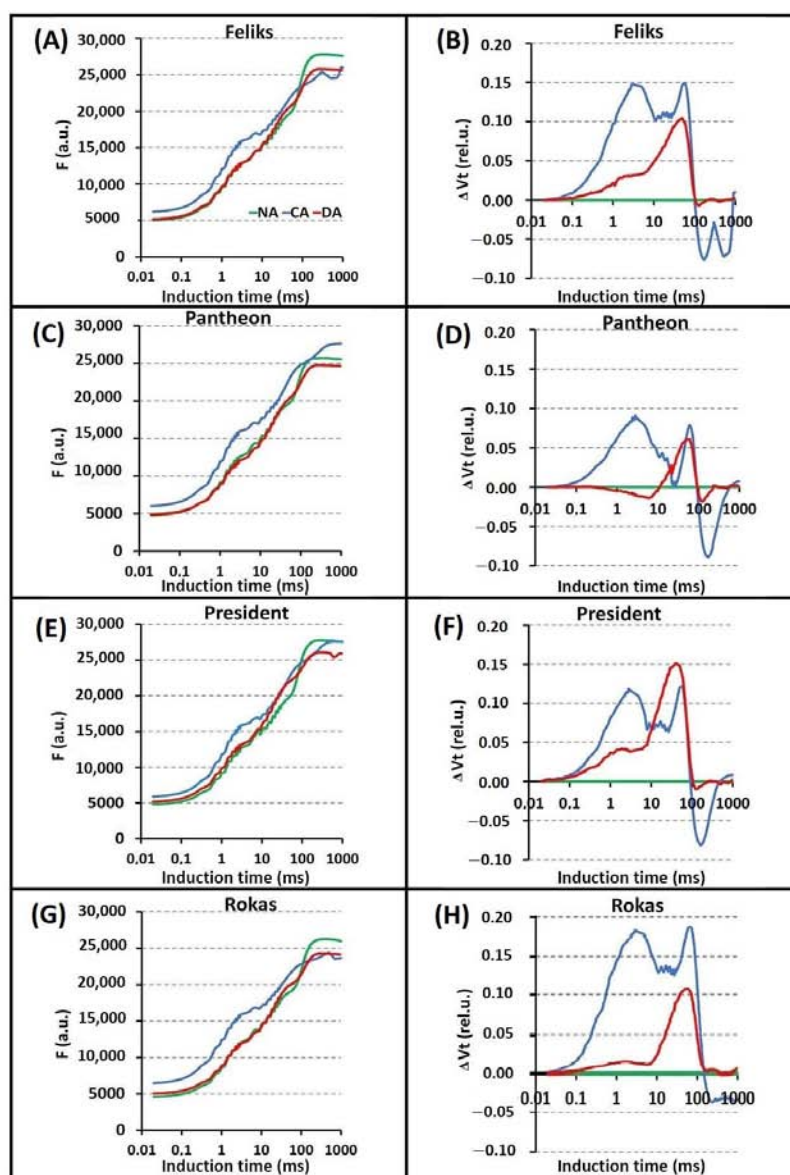 (A)
Feliks
30,000
25,000
20,000
15,000
10,000
5000
0
F (a.u.)
NA CA DA
0.01 0.1 1 10 100 1000
Induction time (ms)
(B)
Feliks
0.20
0.15
0.10
0.05
0.00
−0.05
−0.10
Δ Vt (rel.u.)
0.01 0.1 1 10 100 1000
Induction time (ms)
(C)
Pantheon
30,000
25,000
20,000
15,000
10,000
5000
0
F (a.u.)
0.01 0.1 1 10 100 1000
Induction time (ms)
(D)
Pantheon
0.20
0.15
0.10
0.05
0.00
−0.05
−0.10
Δ Vt (rel.u.)
0.01 0.1 1 10 100 1000
Induction time (ms)
(E)
President
30,000
25,000
20,000
15,000
10,000
5000
0
F (a.u.)
0.01 0.1 1 10 100 1000
Induction time (ms)
(F)
President
0.20
0.15
0.10
0.05
0.00
−0.05
−0.10
Δ Vt (rel.u.)
0.01 0.1 1 10 100 1000
Induction time (ms)
(G)
Rokas
30,000
25,000
20,000
15,000
10,000
5000
0
F (a.u.)
0.01 0.1 1 10 100 1000
Induction time (ms)
(H)
Rokas
0.20
0.15
0.10
0.05
0.00
−0.05
−0.10
Δ Vt (rel.u.)
0.01 0.1 1 10 100 1000
Induction time (ms)